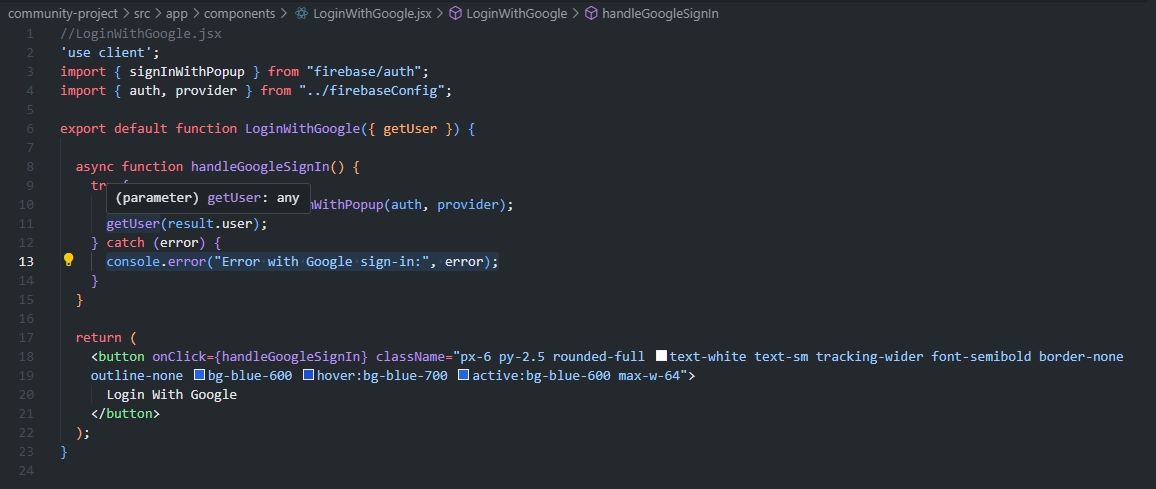 community-project > src > app > components > LoginWithGoogle.jsx > LoginWithGoogle > handleGoogleSignIn
1 //LoginWithGoogle.jsx
2 'use client';
3 import { signInWithPopup } from "firebase/auth";
4 import { auth, provider } from "../firebaseConfig";
5
6 export default function LoginWithGoogle({ getUser }) {
7
8 async function handleGoogleSignIn() {
9 try {
(parameter) getUser: any
10 nWithPopup(auth, provider);
11 getUser(result.user);
12 } catch (error) {
13 console.error("Error with Google sign-in:", error);
14 }
15 }
16
17 return (
18 <button onClick={handleGoogleSignIn} className="px-6 py-2.5 rounded-full text-white text-sm tracking-wider font-semibold border-none
19 outline-none bg-blue-600 hover:bg-blue-700 active:bg-blue-600 max-w-64">
20 Login With Google
21 </button>
22 );
23 }
24